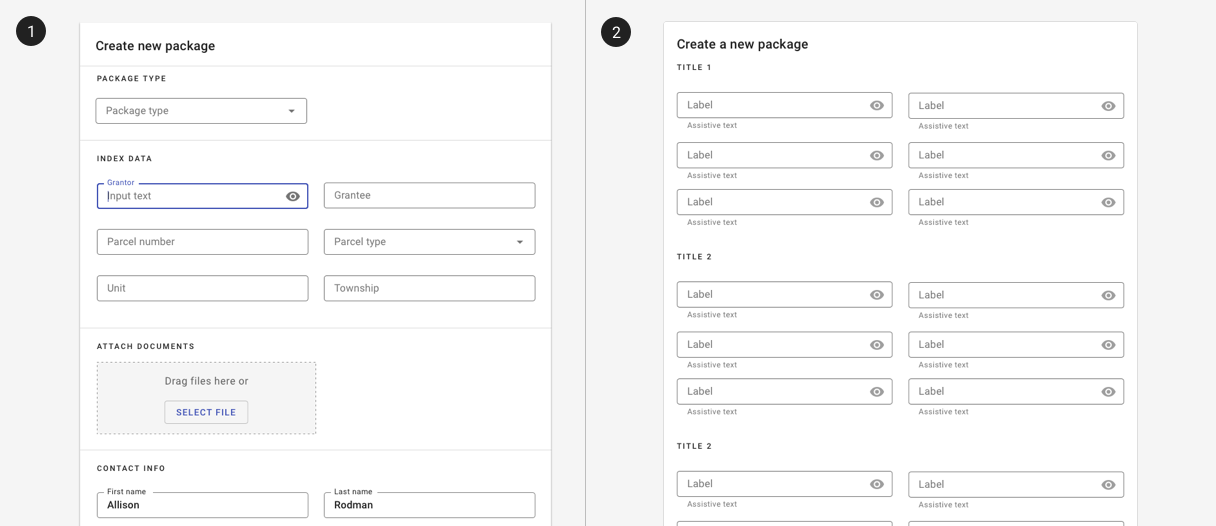 1
Create new package
PACKAGE TYPE
Package type
INDEX DATA
Grantor
Input text
Grantee
Parcel number
Parcel type
Unit
Township
ATTACH DOCUMENTS
Drag files here or
SELECT FILE
CONTACT INFO
First name
Allison
Last name
Rodman
2
Create a new package
TITLE 1
Label
Label
Assistive text
Assistive text
Label
Label
Assistive text
Assistive text
Label
Label
Assistive text
Assistive text
TITLE 2
Label
Label
Assistive text
Assistive text
Label
Label
Assistive text
Assistive text
Label
Label
Assistive text
Assistive text
TITLE 2
Label
Label
Assistive text
Assistive text